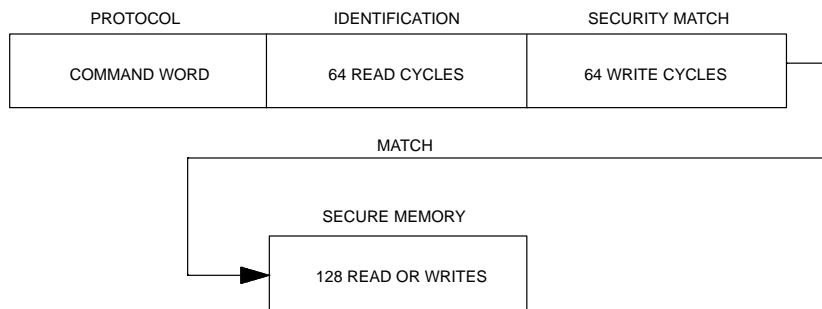 PROTOCOL IDENTIFICATION SECURITY MATCH
COMMAND WORD 64 READ CYCLES 64 WRITE CYCLES
MATCH
SECURE MEMORY
128 READ OR WRITES